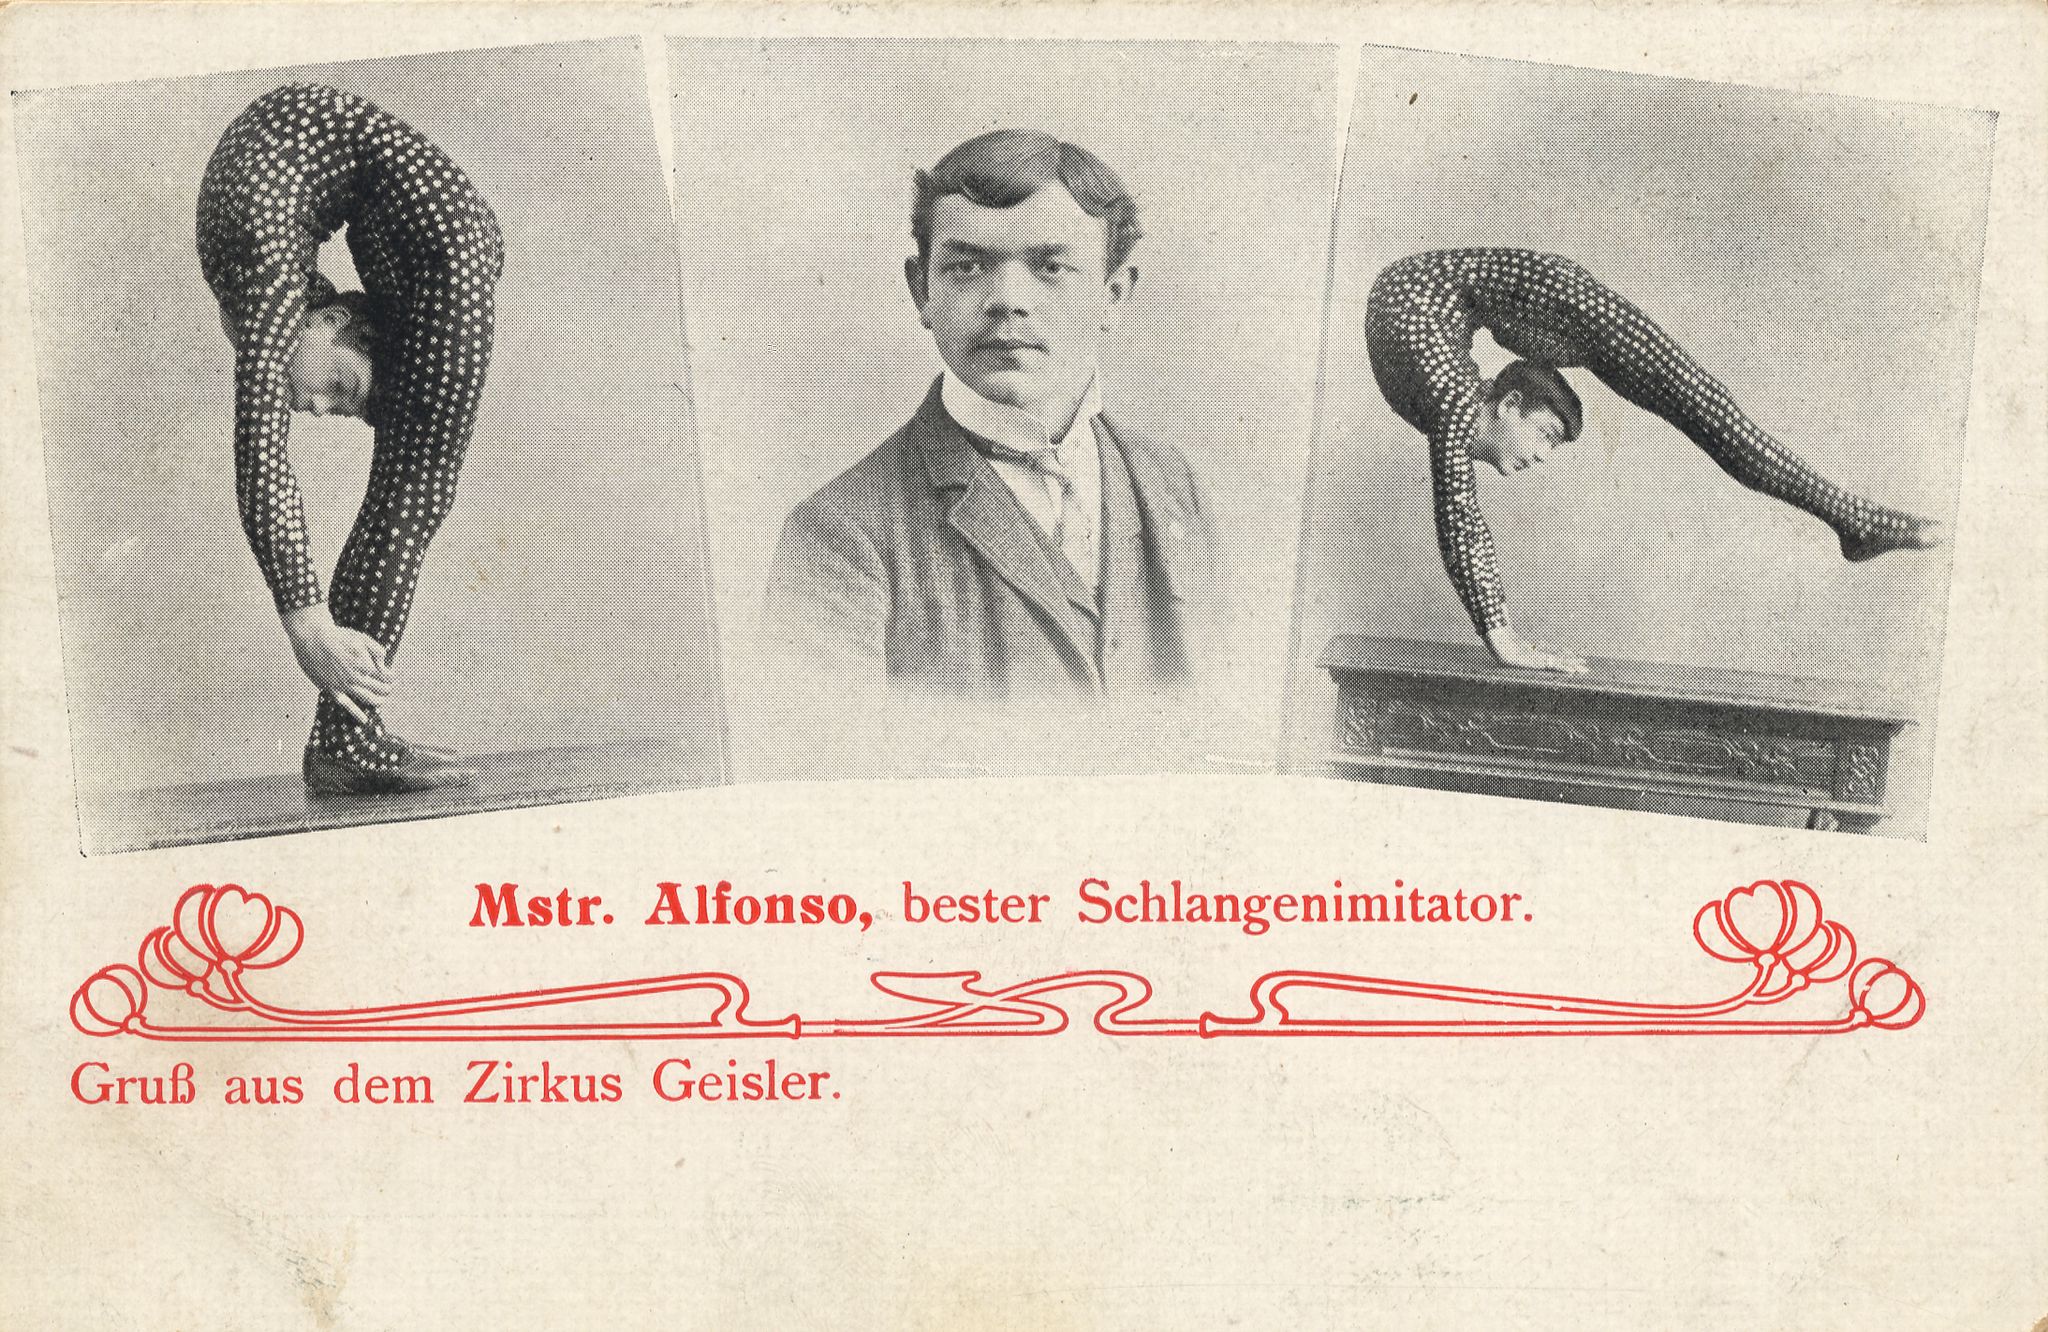 Mstr. Alfonso, bester Schlangenimitator.
Gruß aus dem Zirkus Geisler.